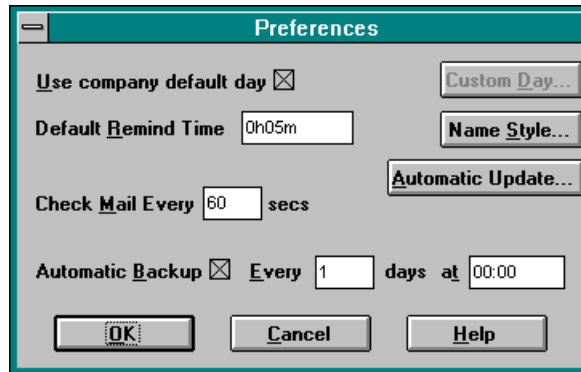 Preferences
Use company default day
Custom Day...
Default Remind Time 0h05m
Name Style...
Automatic Update...
Check Mail Every 60 secs
Automatic Backup Every 1 days at 00:00
OK Cancel Help